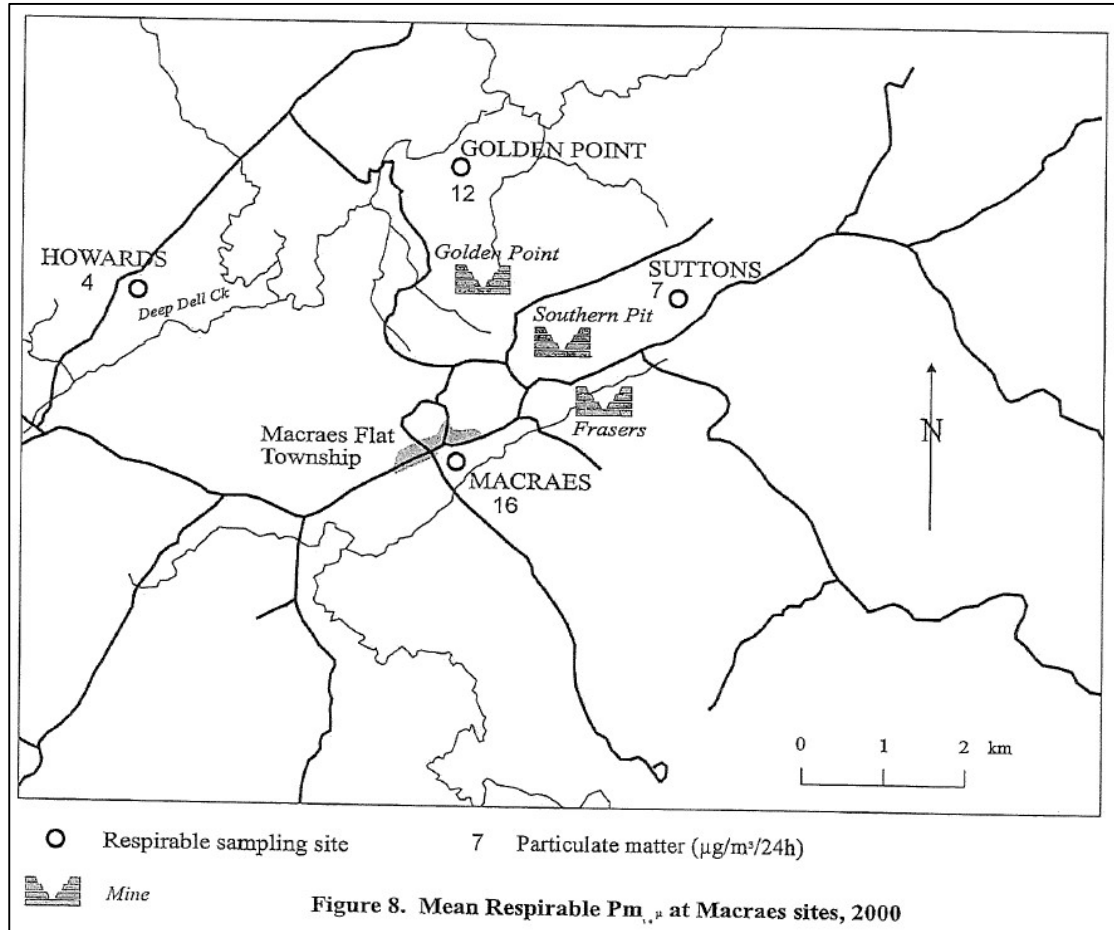 GOLDEN POINT
12
HOWARDS
4
Deep Dell Ck
Golden Point
SUTTONS
7
Southern Pit
Frasers
N
Macraes Flat
Township
MACRAES
16
0 1 2 km
Respirable sampling site
7 Particulate matter (µg/m³/24h)
Mine
Figure 8. Mean Respirable Pm₁₀µ at Macraes sites, 2000